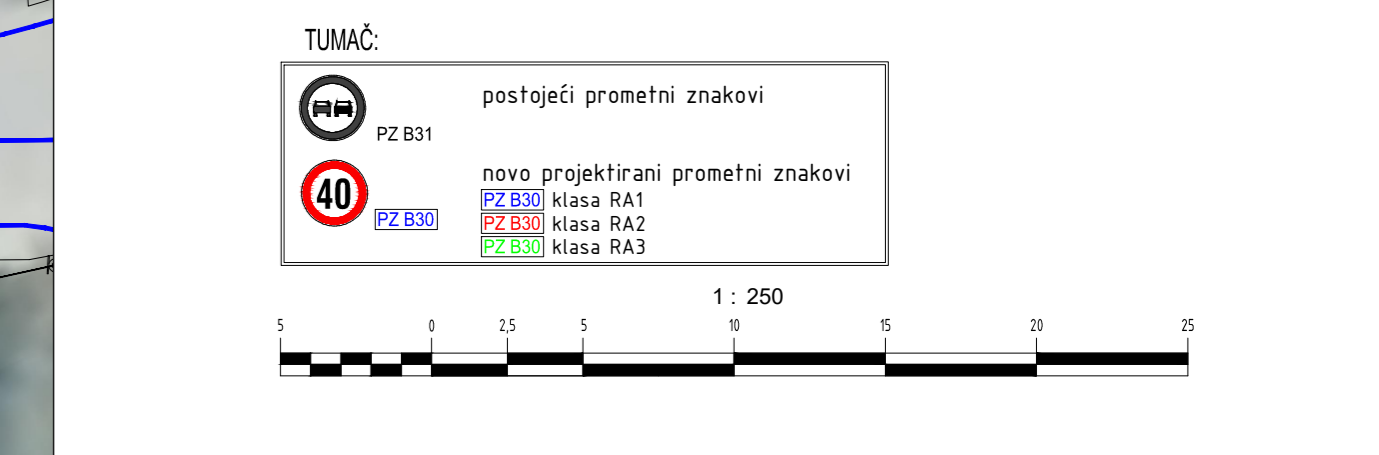 TUMAČ:
postojeći prometni znakovi
PZ B31
novo projektirani prometni znakovi
40
PZ B30
PZ B30 klasa RA1
PZ B30 klasa RA2
PZ B30 klasa RA3
1 : 250
5 0 2,5 5 10 15 20 25